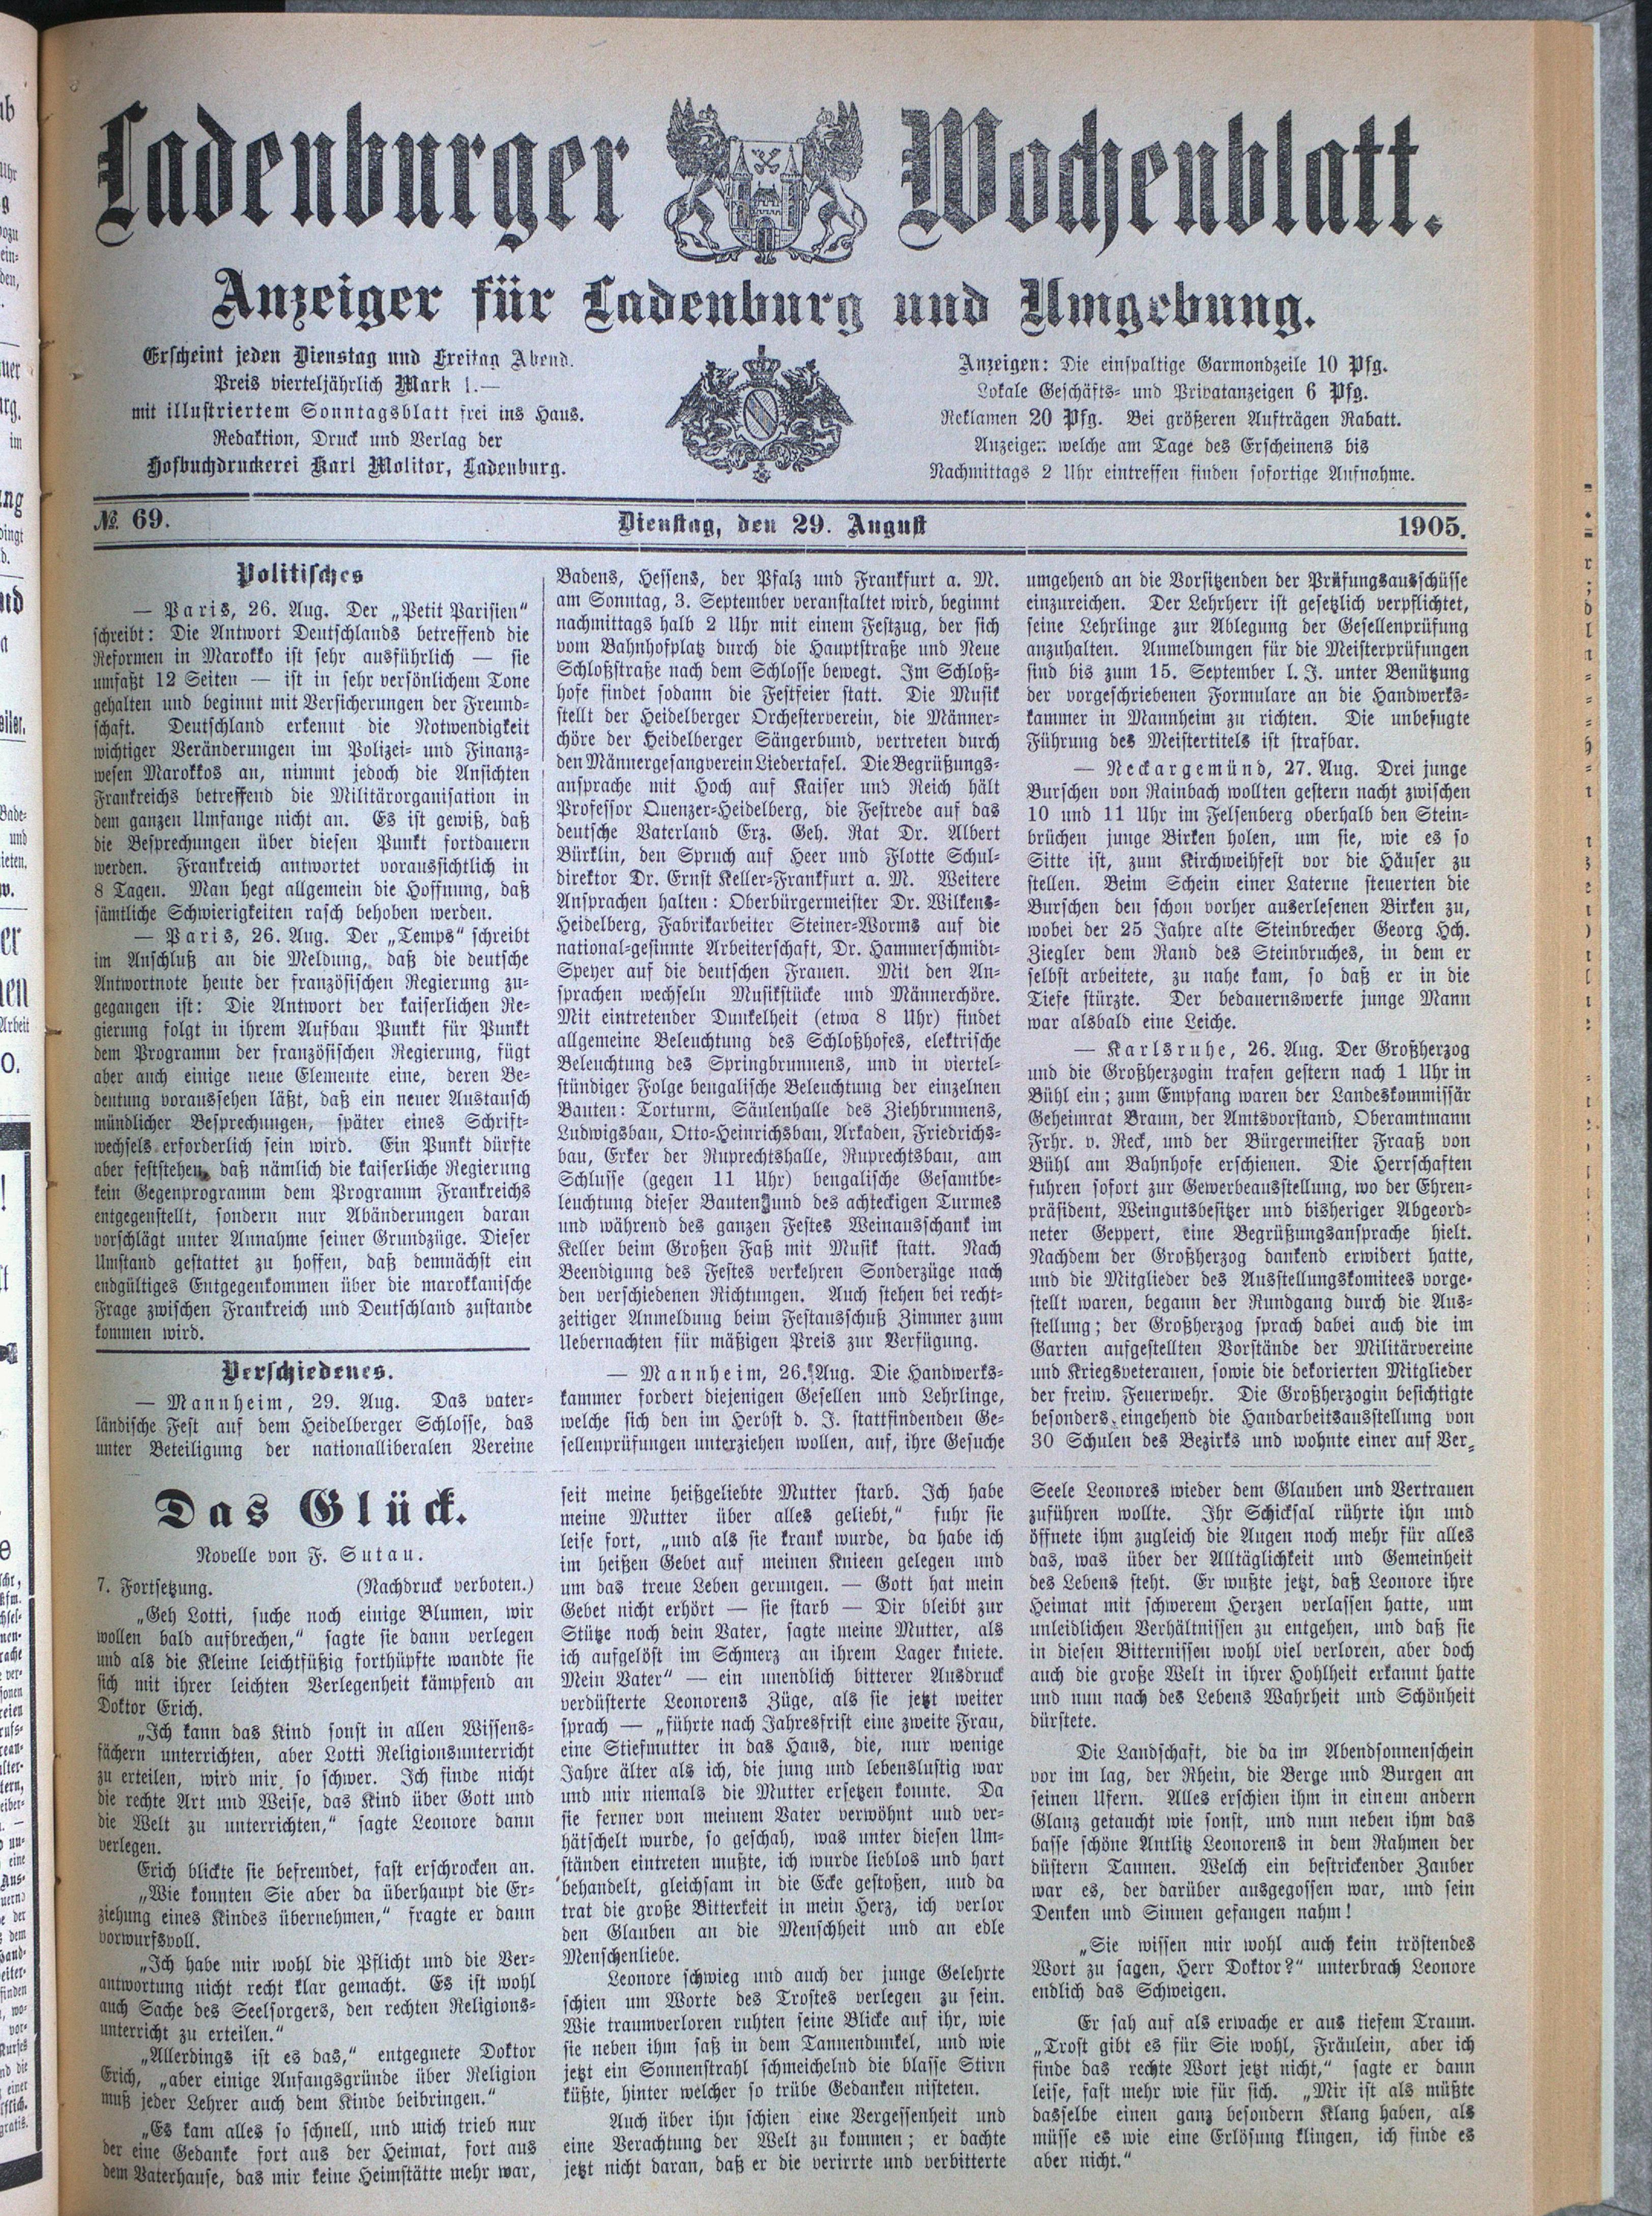 Ladenburger Wochenblatt.
Anzeiger für Ladenburg und Umgebung.
Erscheint jeden Dienstag und Freitag Abend.
Preis vierteljährlich Mark 1.—
mit illustriertem Sonntagsblatt frei ins Haus.
Redaktion, Druck und Verlag der
Hofbuchdruckerei Karl Molitor, Ladenburg.
Anzeigen: Die einspaltige Garmondzeile 10 Pfg.
Lokale Geschäfts- und Privatanzeigen 6 Pfg.
Reklamen 20 Pfg. Bei größeren Aufträgen Rabatt.
Anzeigen welche am Tage des Erscheinens bis
Nachmittags 2 Uhr eintreffen finden sofortige Aufnahme.
№ 69.
Dienstag, den 29. August
1905.
Politisches
— Paris, 26. Aug. Der „Petit Parisien“
schreibt: Die Antwort Deutschlands betreffend die
Reformen in Marokko ist sehr ausführlich — sie
umfaßt 12 Seiten — ist in sehr versönlichem Tone
gehalten und beginnt mit Versicherungen der Freund-
schaft. Deutschland erkennt die Notwendigkeit
wichtiger Veränderungen im Polizei- und Finanz-
wesen Marokkos an, nimmt jedoch die Ansichten
Frankreichs betreffend die Militärorganisation in
dem ganzen Umfange nicht an. Es ist gewiß, daß
die Besprechungen über diesen Punkt fortdauern
werden. Frankreich antwortet voraussichtlich in
8 Tagen. Man hegt allgemein die Hoffnung, daß
sämtliche Schwierigkeiten rasch behoben werden.
— Paris, 26. Aug. Der „Temps“ schreibt
im Anschluß an die Meldung, daß die deutsche
Antwortnote heute der französischen Regierung zu-
gegangen ist: Die Antwort der kaiserlichen Re-
gierung folgt in ihrem Aufbau Punkt für Punkt
dem Programm der französischen Regierung, fügt
aber auch einige neue Elemente eine, deren Be-
deutung voraussehen läßt, daß ein neuer Austausch
mündlicher Besprechungen, später eines Schrift-
wechsels erforderlich sein wird. Ein Punkt dürfte
aber feststehen, daß nämlich die kaiserliche Regierung
kein Gegenprogramm dem Programm Frankreichs
entgegenstellt, sondern nur Abänderungen daran
vorschlägt unter Annahme seiner Grundzüge. Dieser
Umstand gestattet zu hoffen, daß demnächst ein
endgültiges Entgegenkommen über die marokkanische
Frage zwischen Frankreich und Deutschland zustande
kommen wird.
Verschiedenes.
— Mannheim, 29. Aug. Das vater-
ländische Fest auf dem Heidelberger Schlosse, das
unter Beteiligung der nationalliberalen Vereine
Badens, Hessens, der Pfalz und Frankfurt a. M.
am Sonntag, 3. September veranstaltet wird, beginnt
nachmittags halb 2 Uhr mit einem Festzug, der sich
vom Bahnhofplatz durch die Hauptstraße und Neue
Schloßstraße nach dem Schlosse bewegt. Im Schloß-
hofe findet sodann die Festfeier statt. Die Musik
stellt der Heidelberger Orchesterverein, die Männer-
chöre der Heidelberger Sängerbund, vertreten durch
den Männergesangverein Liedertafel. Die Begrüßungs-
ansprache mit Hoch auf Kaiser und Reich hält
Professor Quenzer-Heidelberg, die Festrede auf das
deutsche Vaterland Erz. Geh. Rat Dr. Albert
Bürklin, den Spruch auf Heer und Flotte Schul-
direktor Dr. Ernst Keller-Frankfurt a. M. Weitere
Ansprachen halten: Oberbürgermeister Dr. Wilkens-
Heidelberg, Fabrikarbeiter Steiner-Worms auf die
national-gesinnte Arbeiterschaft, Dr. Hammerschmidt-
Speyer auf die deutschen Frauen. Mit den An-
sprachen wechseln Musikstücke und Männerchöre.
Mit eintretender Dunkelheit (etwa 8 Uhr) findet
allgemeine Beleuchtung des Schloßhofes, elektrische
Beleuchtung des Springbrunnens, und in viertel-
stündiger Folge bengalische Beleuchtung der einzelnen
Bauten: Torturm, Säulenhalle des Ziehbrunnens,
Ludwigsbau, Otto-Heinrichsbau, Arkaden, Friedrichs-
bau, Erker der Ruprechtshalle, Ruprechtsbau, am
Schlusse (gegen 11 Uhr) bengalische Gesamtbe-
leuchtung dieser Bauten und des achteckigen Turmes
und während des ganzen Festes Weinausschank im
Keller beim Großen Faß mit Musik statt. Nach
Beendigung des Festes verkehren Sonderzüge nach
den verschiedenen Richtungen. Auch stehen bei recht-
zeitiger Anmeldung beim Festausschuß Zimmer zum
Uebernachten für mäßigen Preis zur Verfügung.
— Mannheim, 26. Aug. Die Handwerks-
kammer fordert diejenigen Gesellen und Lehrlinge,
welche sich den im Herbst d. J. stattfindenden Ge-
sellenprüfungen unterziehen wollen, auf, ihre Gesuche
umgehend an die Vorsitzenden der Prüfungsausschüsse
einzureichen. Der Lehrherr ist gesetzlich verpflichtet,
seine Lehrlinge zur Ablegung der Gesellenprüfung
anzuhalten. Anmeldungen für die Meisterprüfungen
sind bis zum 15. September l. J. unter Benützung
der vorgeschriebenen Formulare an die Handwerks-
kammer in Mannheim zu richten. Die unbefugte
Führung des Meistertitels ist strafbar.
— Neckargemünd, 27. Aug. Drei junge
Burschen von Rainbach wollten gestern nacht zwischen
10 und 11 Uhr im Felsenberg oberhalb den Stein-
brüchen junge Birken holen, um sie, wie es so
Sitte ist, zum Kirchweihfest vor die Häuser zu
stellen. Beim Schein einer Laterne steuerten die
Burschen den schon vorher auserlesenen Birken zu,
wobei der 25 Jahre alte Steinbrecher Georg Hch.
Ziegler dem Rand des Steinbruches, in dem er
selbst arbeitete, zu nahe kam, so daß er in die
Tiefe stürzte. Der bedauernswerte junge Mann
war alsbald eine Leiche.
— Karlsruhe, 26. Aug. Der Großherzog
und die Großherzogin trafen gestern nach 1 Uhr in
Bühl ein; zum Empfang waren der Landeskommissär
Geheimrat Braun, der Amtsvorstand, Oberamtmann
Frhr. v. Reck, und der Bürgermeister Fraaß von
Bühl am Bahnhofe erschienen. Die Herrschaften
fuhren sofort zur Gewerbeausstellung, wo der Ehren-
präsident, Weingutsbesitzer und bisheriger Abgeord-
neter Geppert, eine Begrüßungsansprache hielt.
Nachdem der Großherzog dankend erwidert hatte,
und die Mitglieder des Ausstellungskomitees vorge-
stellt waren, begann der Rundgang durch die Aus-
stellung; der Großherzog sprach dabei auch die im
Garten aufgestellten Vorstände der Militärvereine
und Kriegsveteranen, sowie die dekorierten Mitglieder
der freiw. Feuerwehr. Die Großherzogin besichtigte
besonders eingehend die Handarbeitsausstellung von
30 Schulen des Bezirks und wohnte einer auf Ver-
Das Glück.
Novelle von F. Sutau.
7. Fortsetzung. (Nachdruck verboten.)
„Geh Lotti, suche noch einige Blumen, wir
wollen bald aufbrechen,“ sagte sie dann verlegen
und als die Kleine leichtfüßig forthüpfte wandte sie
sich mit ihrer leichten Verlegenheit kämpfend an
Doktor Erich.
„Ich kann das Kind sonst in allen Wissens-
fächern unterrichten, aber Lotti Religionsunterricht
zu erteilen, wird mir so schwer. Ich finde nicht
die rechte Art und Weise, das Kind über Gott und
die Welt zu unterrichten,“ sagte Leonore dann
verlegen.
Erich blickte sie befremdet, fast erschrocken an.
„Wie konnten Sie aber da überhaupt die Er-
ziehung eines Kindes übernehmen,“ fragte er dann
vorwurfsvoll.
„Ich habe mir wohl die Pflicht und die Ver-
antwortung nicht recht klar gemacht. Es ist wohl
auch Sache des Seelsorgers, den rechten Religions-
unterricht zu erteilen.“
„Allerdings ist es das,“ entgegnete Doktor
Erich, „aber einige Anfangsgründe über Religion
muß jeder Lehrer auch dem Kinde beibringen.“
„Es kam alles so schnell, und mich trieb nur
der eine Gedanke fort aus der Heimat, fort aus
dem Vaterhause, das mir keine Heimstätte mehr war,
seit meine heißgeliebte Mutter starb. Ich habe
meine Mutter über alles geliebt,“ fuhr sie
leise fort, „und als sie krank wurde, da habe ich
im heißen Gebet auf meinen Knieen gelegen und
um das treue Leben gerungen. — Gott hat mein
Gebet nicht erhört — sie starb — Dir bleibt zur
Stütze noch dein Vater, sagte meine Mutter, als
ich aufgelöst im Schmerz an ihrem Lager kniete.
Mein Vater“ — ein unendlich bitterer Ausdruck
verdüsterte Leonorens Züge, als sie jetzt weiter
sprach — „führte nach Jahresfrist eine zweite Frau,
eine Stiefmutter in das Haus, die, nur wenige
Jahre älter als ich, die jung und lebenslustig war
und mir niemals die Mutter ersetzen konnte. Da
sie ferner von meinem Vater verwöhnt und ver-
hätschelt wurde, so geschah, was unter diesen Um-
ständen eintreten mußte, ich wurde lieblos und hart
behandelt, gleichsam in die Ecke gestoßen, und da
trat die große Bitterkeit in mein Herz, ich verlor
den Glauben an die Menschheit und an edle
Menschenliebe.
Leonore schwieg und auch der junge Gelehrte
schien um Worte des Trostes verlegen zu sein.
Wie traumverloren ruhten seine Blicke auf ihr, wie
sie neben ihm saß in dem Tannendunkel, und wie
jetzt ein Sonnenstrahl schmeichelnd die blasse Stirn
küßte, hinter welcher so trübe Gedanken nisteten.
Auch über ihn schien eine Vergessenheit und
eine Verachtung der Welt zu kommen; er dachte
jetzt nicht daran, daß er die verirrte und verbitterte
Seele Leonores wieder dem Glauben und Vertrauen
zuführen wollte. Ihr Schicksal rührte ihn und
öffnete ihm zugleich die Augen noch mehr für alles
das, was über der Alltäglichkeit und Gemeinheit
des Lebens steht. Er wußte jetzt, daß Leonore ihre
Heimat mit schwerem Herzen verlassen hatte, um
unleidlichen Verhältnissen zu entgehen, und daß sie
in diesen Bitternissen wohl viel verloren, aber doch
auch die große Welt in ihrer Hohlheit erkannt hatte
und nun nach des Lebens Wahrheit und Schönheit
dürstete.
Die Landschaft, die da im Abendsonnenschein
vor im lag, der Rhein, die Berge und Burgen an
seinen Ufern. Alles erschien ihm in einem andern
Glanz getaucht wie sonst, und nun neben ihm das
basse schöne Antlitz Leonorens in dem Rahmen der
düstern Tannen. Welch ein bestrickender Zauber
war es, der darüber ausgegossen war, und sein
Denken und Sinnen gefangen nahm!
„Sie wissen mir wohl auch kein tröstendes
Wort zu sagen, Herr Doktor?“ unterbrach Leonore
endlich das Schweigen.
Er sah auf als erwache er aus tiefem Traum.
„Trost gibt es für Sie wohl, Fräulein, aber ich
finde das rechte Wort jetzt nicht,“ sagte er dann
leise, fast mehr wie für sich. „Mir ist als müßte
dasselbe einen ganz besondern Klang haben, als
müsse es wie eine Erlösung klingen, ich finde es
aber nicht.“